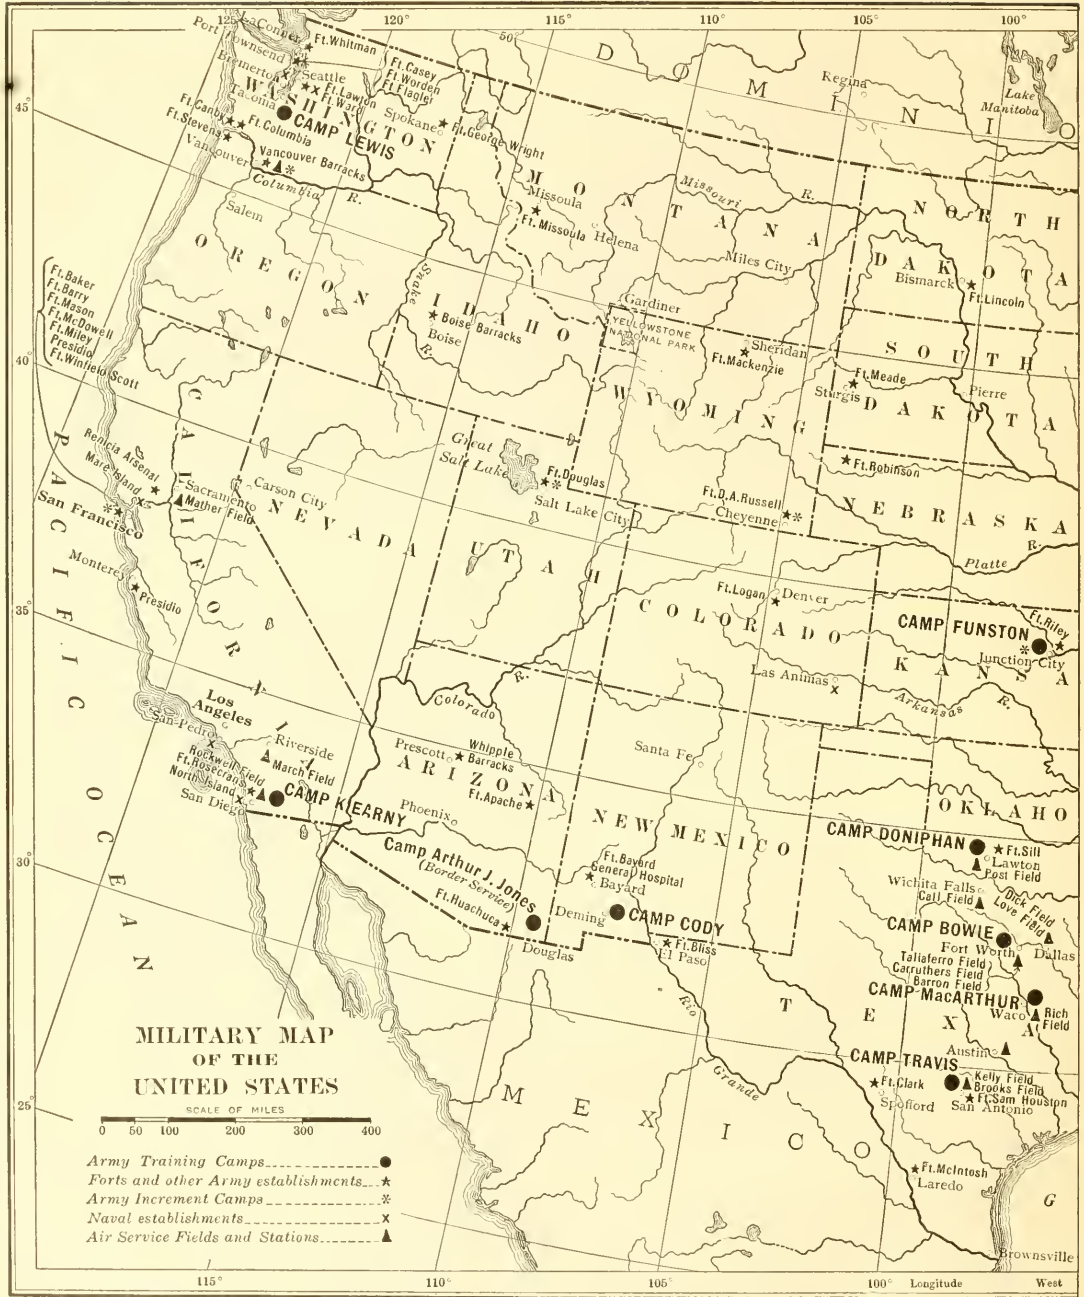 125°
120°
115°
110°
105°
100°
LaConner
Port Townsend
Ft.Whitman
50°
DOMINIO
Bremerton
Seattle
Ft.Casey
Ft.Worden
Ft.Flagler
Regina
Lake
Manitoba
WASHINGTON
Ft.Lawton
Ft.Ward
Tacoma
CAMP LEWIS
Spokane
Ft.George Wright
45°
Ft.Canby
Ft.Columbia
Ft.Stevens
Vancouver
Vancouver Barracks
Columbia R.
MONTANA
Missoula
Ft.Missoula
Helena
Missouri R.
Miles City
NORTH
DAKOTA
Bismarck
Ft.Lincoln
Salem
OREGON
Snake
R.
IDAHO
Boise Barracks
Boise
Gardiner
YELLOWSTONE
NATIONAL PARK
Sheridan
Ft.Mackenzie
SOUTH
DAKOTA
Ft.Meade
Sturgis
Pierre
Ft.Baker
Ft.Barry
Ft.Mason
Ft.McDowell
Ft.Miley
Presidio
Ft.Winfield Scott
40°
WYOMING
Ft.Robinson
NEBRASKA
Great
Salt Lake
Ft.Douglas
Salt Lake City
Ft.D.A.Russell
Cheyenne
Platte R.
CALIFORNIA
Benicia Arsenal
Mare Island
Sacramento
Mather Field
Carson City
NEVADA
UTAH
San Francisco
Monterey
Presidio
PACIFIC OCEAN
Ft.Logan
Denver
COLORADO
Las Animas
CAMP FUNSTON
Ft.Riley
Junction City
KANSA
Arkansas R.
35°
Los
Angeles
San Pedro
Riverside
March Field
Rockwell Field
Ft.Rosecrans
North Island
San Diego
CAMP KEARNY
Colorado R.
Prescott
Whipple
Barracks
ARIZONA
Ft.Apache
Phoenix
Santa Fe
NEW MEXICO
OKLAHO
CAMP DONIPHAN
Ft.Sill
Lawton
Post Field
Camp Arthur J. Jones
(Border Service)
Ft.Huachuca
Douglas
Ft.Bayard
General Hospital
Bayard
Deming
CAMP CODY
Ft.Bliss
El Paso
Wichita Falls
Call Field
Dick Field
Love Field
CAMP BOWIE
Fort Worth
Dallas
Taliaferro Field
Carruthers Field
Barron Field
CAMP MacARTHUR
Waco
Rich
Field
30°
Rio Grande
TEXA
Austin
CAMP TRAVIS
Kelly Field
Brooks Field
Ft.Clark
Ft.Sam Houston
Spofford
San Antonio
MEXICO
Ft.McIntosh
Laredo
G
Brownsville
25°
MILITARY MAP
OF THE
UNITED STATES
SCALE OF MILES
0 50 100 200 300 400
Army Training Camps
Forts and other Army establishments
Army Increment Camps
Naval establishments
Air Service Fields and Stations
115°
110°
105°
100° Longitude West